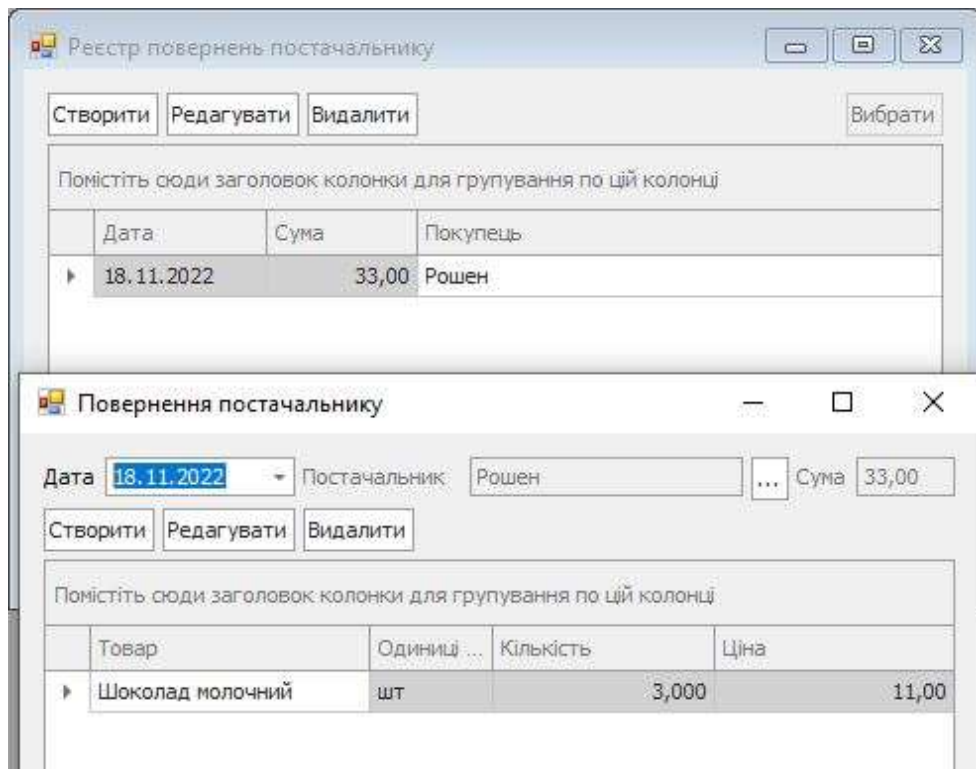 Реєстр повернень постачальнику
Створити Редагувати Видалити Вибрати
Помістіть сюди заголовок колонки для групування по цій колонці
Дата Сума Покупець
18.11.2022 33,00 Рошен
Повернення постачальнику
Дата 18.11.2022 Постачальник Рошен ... Сума 33,00
Створити Редагувати Видалити
Помістіть сюди заголовок колонки для групування по цій колонці
Товар Одиниці ... Кількість Ціна
Шоколад молочний шт 3,000 11,00